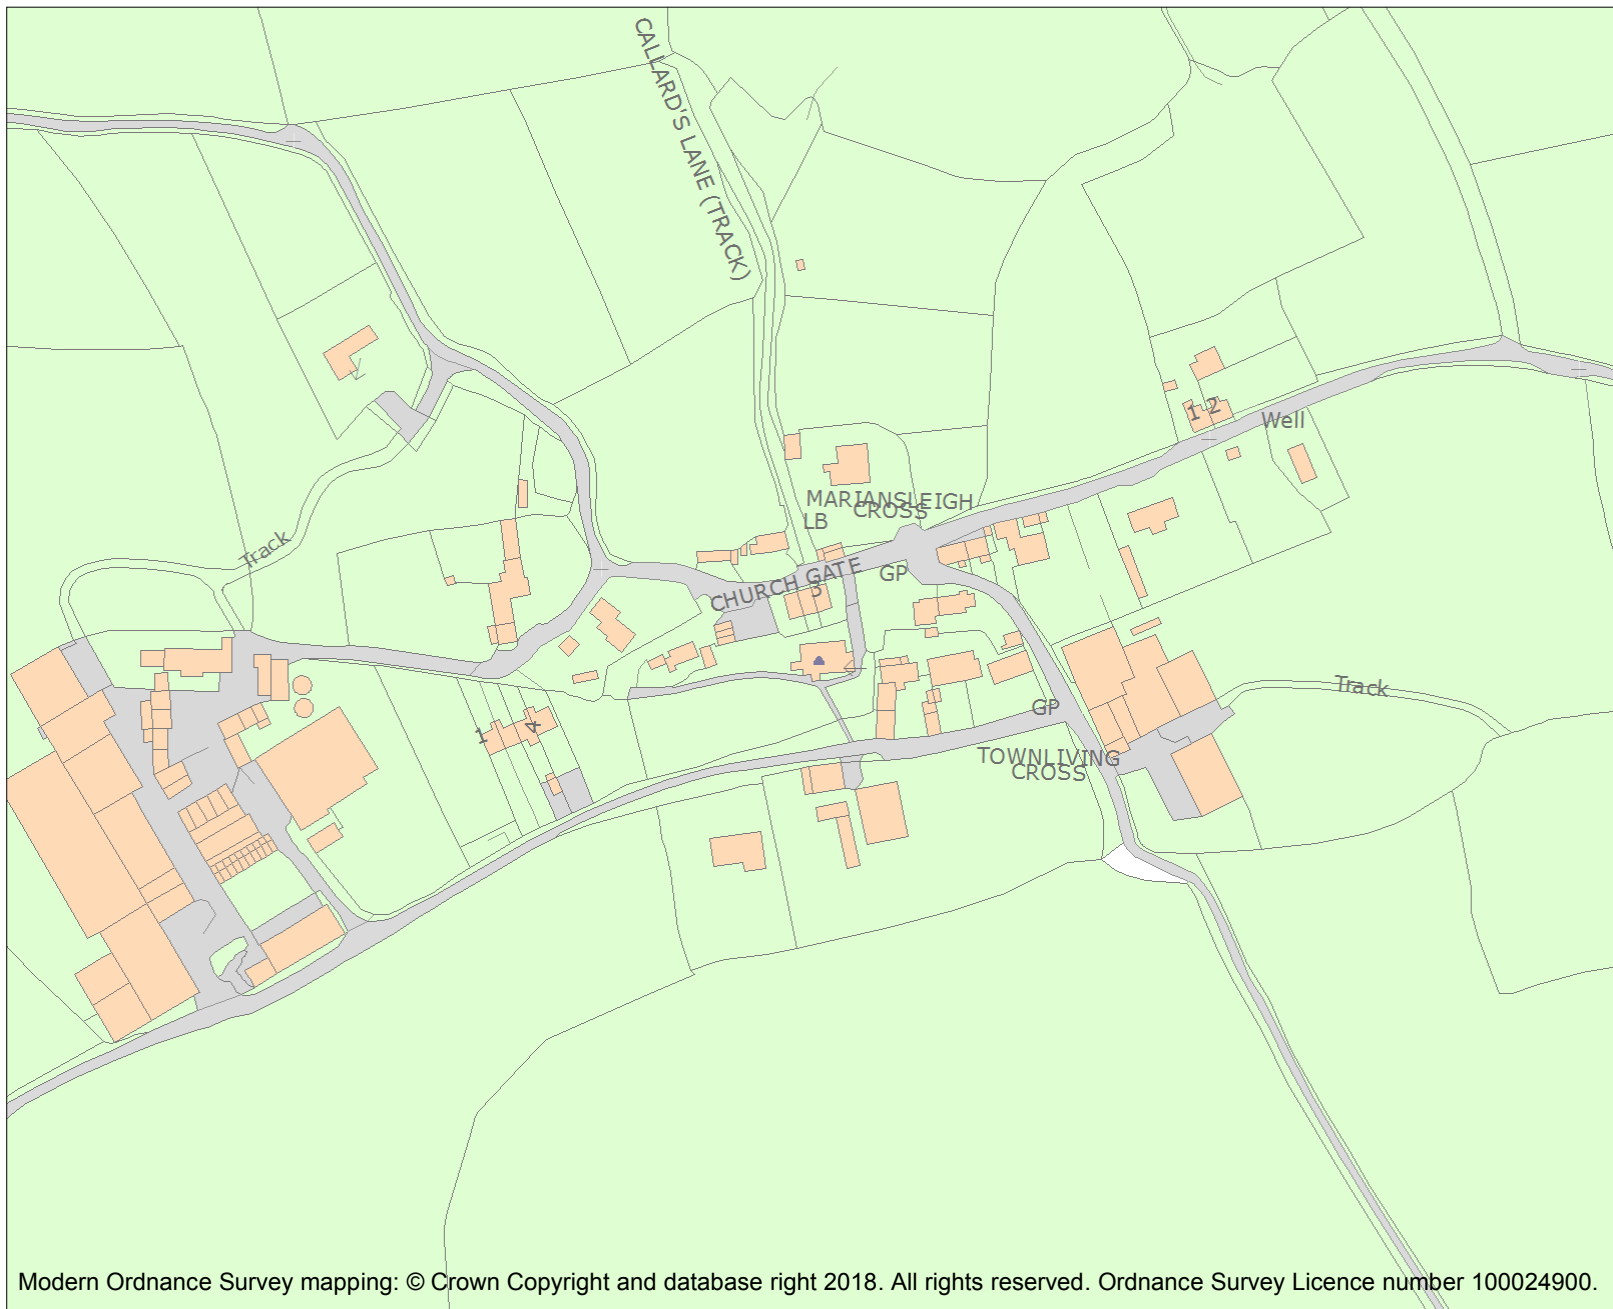 CALLARD'S LANE (TRACK)
1 2
Well
MARIANSLEIGH
CROSS
LB
Track
GP
CHURCH GATE
3
Track
GP
1
4
TOWNLIVING
CROSS
Modern Ordnance Survey mapping: © Crown Copyright and database right 2018. All rights reserved. Ordnance Survey Licence number 100024900.